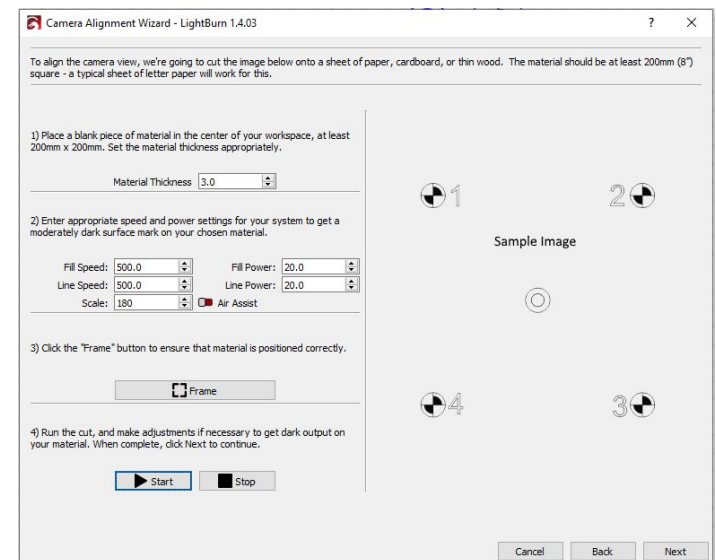 Camera Alignment Wizard - LightBurn 1.4.03
? X
To align the camera view, we're going to cut the image below onto a sheet of paper, cardboard, or thin wood. The material should be at least 200mm (8")
square - a typical sheet of letter paper will work for this.
1) Place a blank piece of material in the center of your workspace, at least
200mm x 200mm. Set the material thickness appropriately.
Material Thickness 3.0
2) Enter appropriate speed and power settings for your system to get a
moderately dark surface mark on your chosen material.
Fill Speed: 500.0 Fill Power: 20.0
Line Speed: 500.0 Line Power: 20.0
Scale: 180 Air Assist
3) Click the "Frame" button to ensure that material is positioned correctly.
Frame
4) Run the cut, and make adjustments if necessary to get dark output on
your material. When complete, click Next to continue.
Start Stop
1 2
Sample Image
4 3
Cancel Back Next